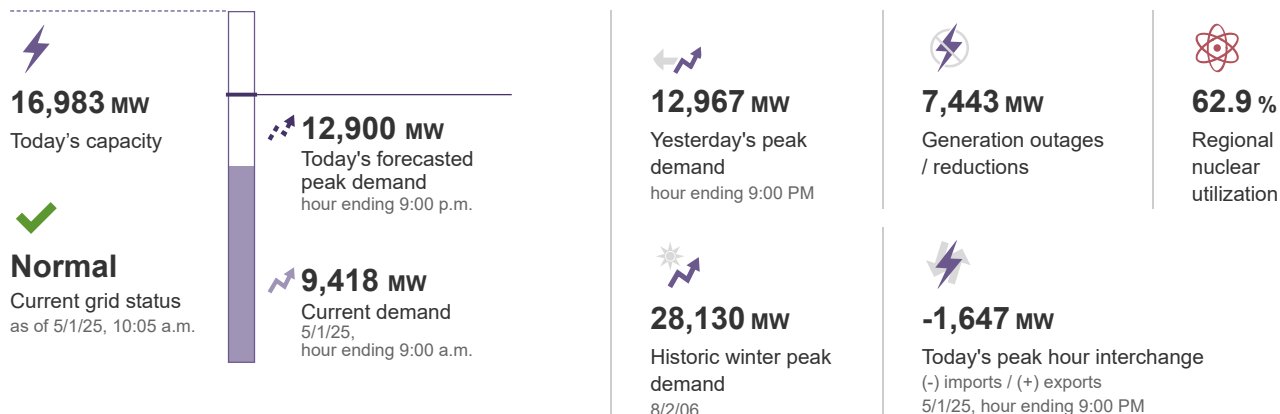 16,983 MW
Today's capacity
Normal
Current grid status
as of 5/1/25, 10:05 a.m.
12,900 MW
Today's forecasted
peak demand
hour ending 9:00 p.m.
9,418 MW
Current demand
5/1/25,
hour ending 9:00 a.m.
12,967 MW
Yesterday's peak
demand
hour ending 9:00 PM
7,443 MW
Generation outages
/ reductions
62.9 %
Regional
nuclear
utilization
28,130 MW
Historic winter peak
demand
8/2/06
-1,647 MW
Today's peak hour interchange
(-) imports / (+) exports
5/1/25, hour ending 9:00 PM